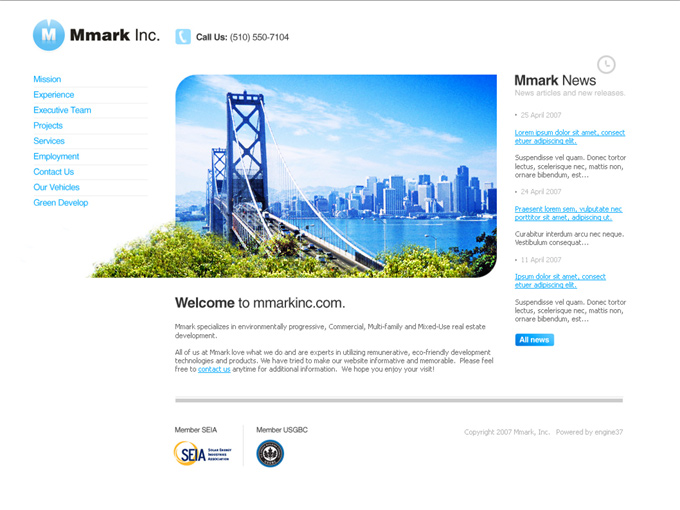 M
Mmark Inc.
Call Us: (510) 550-7104
Mission
Experience
Executive Team
Projects
Services
Employment
Contact Us
Our Vehicles
Green Develop
Mmark News
News articles and new releases.
• 25 April 2007
Lorem ipsum dolor sit amet, consect
etuer adipiscing elit.
Suspendisse vel quam. Donec tortor
lectus, scelerisque nec, mattis non,
ornare bibendum, est...
• 24 April 2007
Praesent lorem sem, vulputate nec
porttitor sit amet, adipiscing ut.
Curabitur interdum arcu nec neque.
Vestibulum consequat...
• 11 April 2007
Ipsum dolor sit amet, consect
etuer adipiscing elit.
Suspendisse vel quam. Donec tortor
lectus, scelerisque nec, mattis non,
ornare bibendum, est...
All news
Welcome to mmarkinc.com.
Mmark specializes in environmentally progressive, Commercial, Multi-family and Mixed-Use real estate
development.
All of us at Mmark love what we do and are experts in utilizing remunerative, eco-friendly development
technologies and products. We have tried to make our website informative and memorable. Please feel
free to contact us anytime for additional information. We hope you enjoy your visit!
Member SEIA
SEIA
Solar Energy
Industries
Association
Member USGBC
Copyright 2007 Mmark, Inc. Powered by engine37